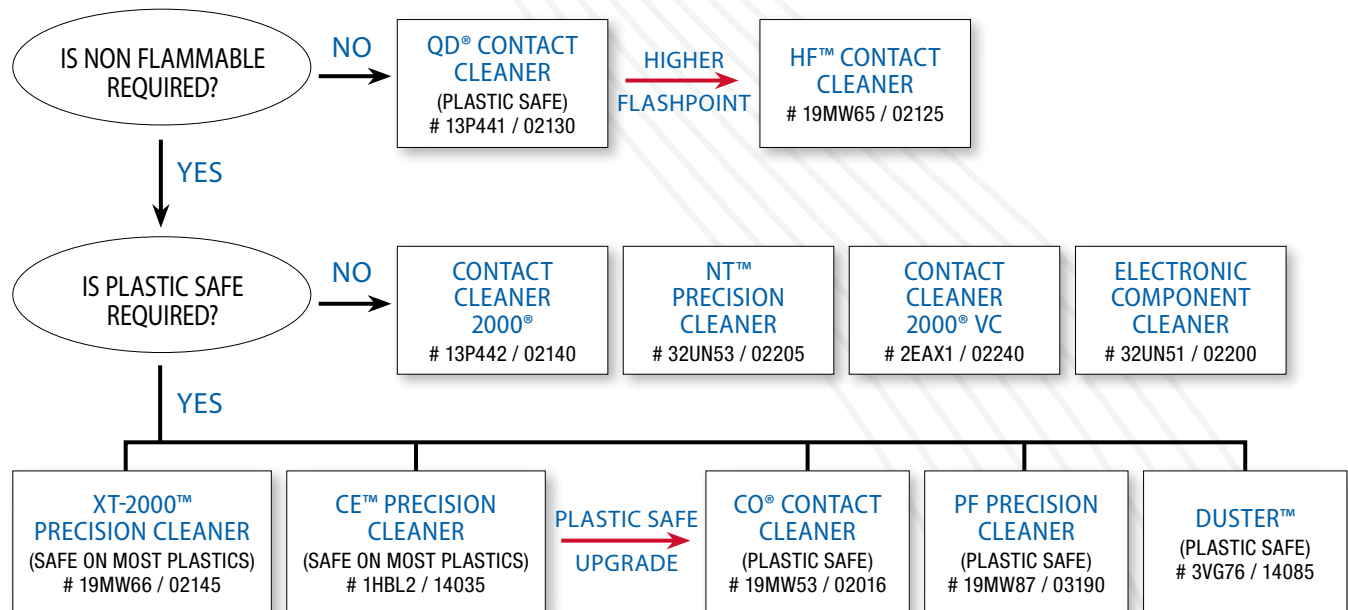 IS NON FLAMMABLE
REQUIRED?
NO
QD® CONTACT
CLEANER
(PLASTIC SAFE)
# 13P441 / 02130
HIGHER
FLASHPOINT
HF™ CONTACT
CLEANER
# 19MW65 / 02125
YES
IS PLASTIC SAFE
REQUIRED?
NO
CONTACT
CLEANER
2000®
# 13P442 / 02140
NT™
PRECISION
CLEANER
# 32UN53 / 02205
CONTACT
CLEANER
2000® VC
# 2EAX1 / 02240
ELECTRONIC
COMPONENT
CLEANER
# 32UN51 / 02200
YES
XT-2000™
PRECISION CLEANER
(SAFE ON MOST PLASTICS)
# 19MW66 / 02145
CE™ PRECISION
CLEANER
(SAFE ON MOST PLASTICS)
# 1HBL2 / 14035
PLASTIC SAFE
UPGRADE
CO® CONTACT
CLEANER
(PLASTIC SAFE)
# 19MW53 / 02016
PF PRECISION
CLEANER
(PLASTIC SAFE)
# 19MW87 / 03190
DUSTER™
(PLASTIC SAFE)
# 3VG76 / 14085